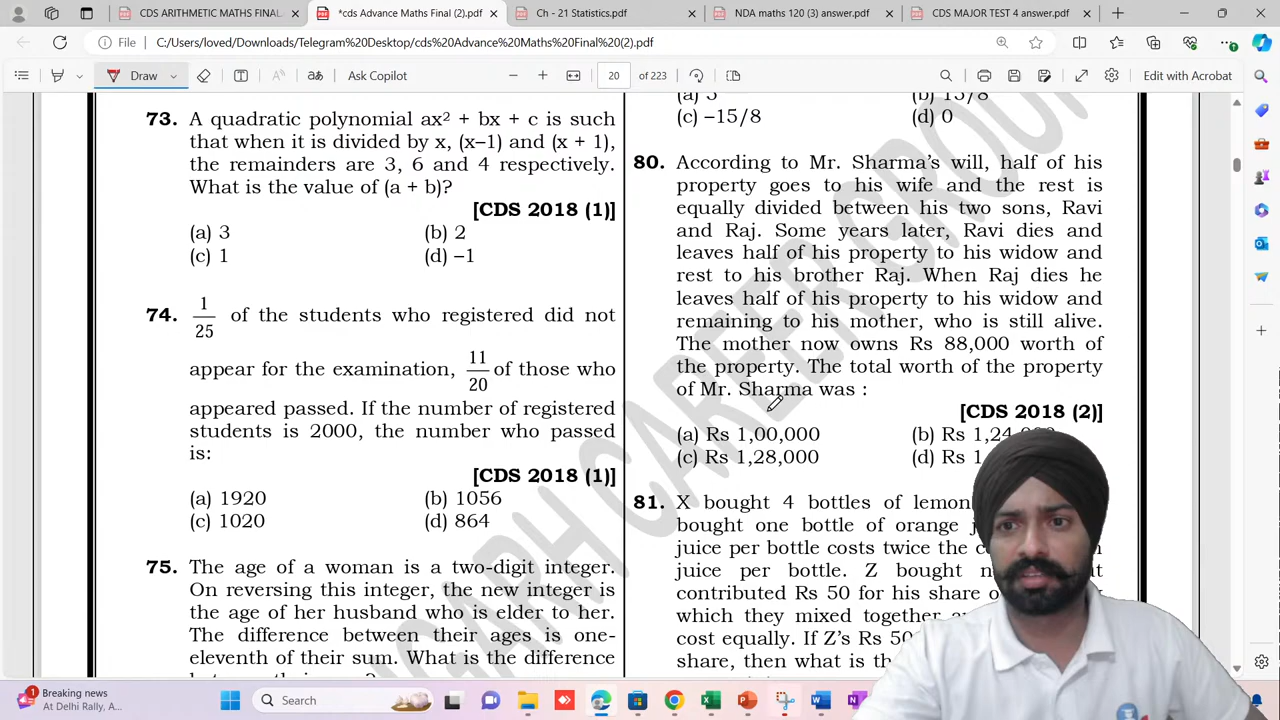 CDS ARITHMETIC MATHS FINAL
*cds Advance Maths Final (2).pdf
Ch - 21 Statistics.pdf
NDA maths 120 (3) answer.pdf
CDS MAJOR TEST 4 answer.pdf
File C:/Users/loved/Downloads/Telegram%20Desktop/cds%20Advance%20Maths%20Final%20(2).pdf
Draw
Ask Copilot
20 of 223
Edit with Acrobat
73. A quadratic polynomial ax² + bx + c is such
that when it is divided by x, (x–1) and (x + 1),
the remainders are 3, 6 and 4 respectively.
What is the value of (a + b)?
[CDS 2018 (1)]
(a) 3 (b) 2
(c) 1 (d) –1
74. 1/25 of the students who registered did not
appear for the examination, 11/20 of those who
appeared passed. If the number of registered
students is 2000, the number who passed
is:
[CDS 2018 (1)]
(a) 1920 (b) 1056
(c) 1020 (d) 864
75. The age of a woman is a two-digit integer.
On reversing this integer, the new integer is
the age of her husband who is elder to her.
The difference between their ages is one-
eleventh of their sum. What is the difference
(a) 3 (b) 15/8
(c) –15/8 (d) 0
80. According to Mr. Sharma's will, half of his
property goes to his wife and the rest is
equally divided between his two sons, Ravi
and Raj. Some years later, Ravi dies and
leaves half of his property to his widow and
rest to his brother Raj. When Raj dies he
leaves half of his property to his widow and
remaining to his mother, who is still alive.
The mother now owns Rs 88,000 worth of
the property. The total worth of the property
of Mr. Sharma was :
[CDS 2018 (2)]
(a) Rs 1,00,000 (b) Rs 1,24,000
(c) Rs 1,28,000 (d) Rs 1
81. X bought 4 bottles of lemon
bought one bottle of orange
juice per bottle costs twice the
juice per bottle. Z bought
contributed Rs 50 for his share
which they mixed together
cost equally. If Z's Rs 50
share, then what is
CAREER GROUP
1
Breaking news
At Delhi Rally, A...
Search